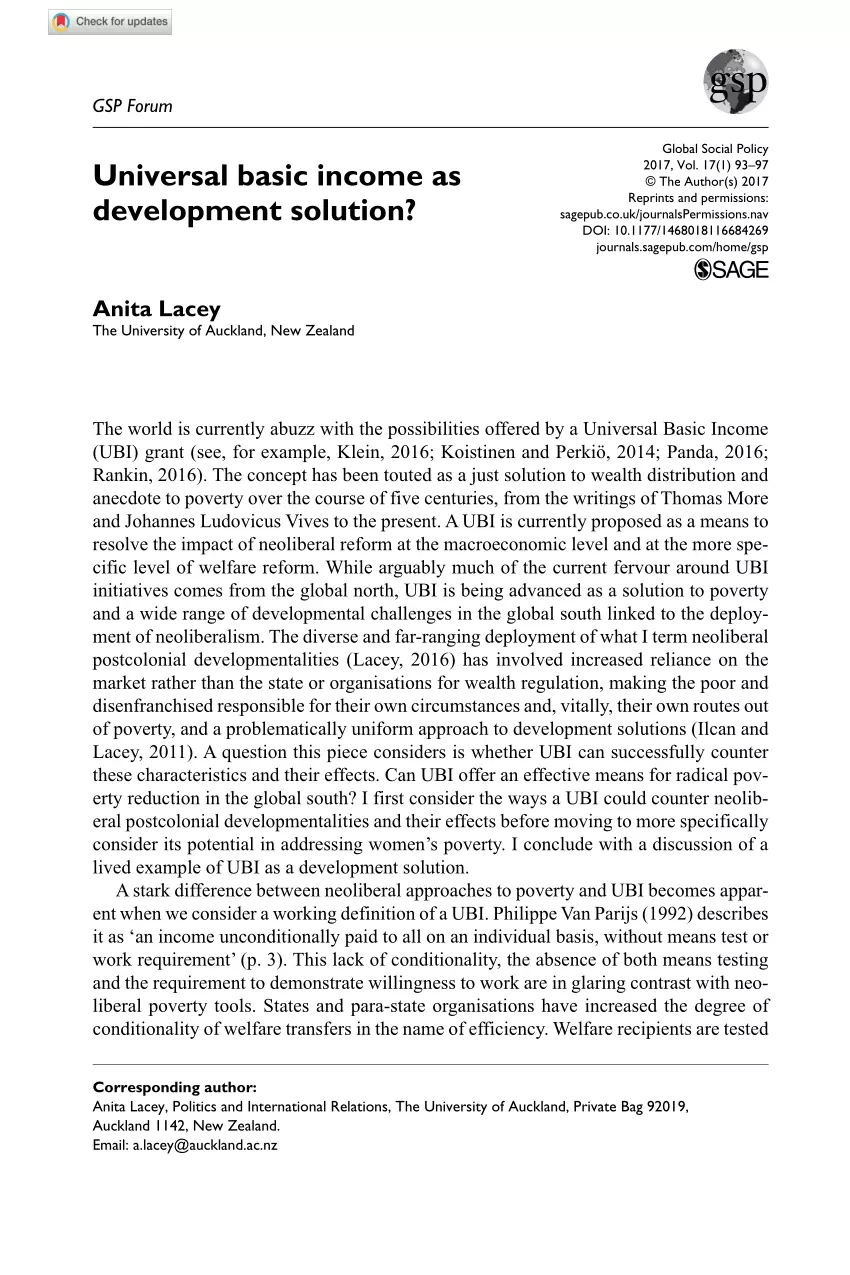 Check for updates
gsp
GSP Forum
Universal basic income as
development solution?
Global Social Policy
2017, Vol. 17(1) 93–97
© The Author(s) 2017
Reprints and permissions:
sagepub.co.uk/journalsPermissions.nav
DOI: 10.1177/1468018116684269
journals.sagepub.com/home/gsp
SAGE
Anita Lacey
The University of Auckland, New Zealand
The world is currently abuzz with the possibilities offered by a Universal Basic Income
(UBI) grant (see, for example, Klein, 2016; Koistinen and Perkiö, 2014; Panda, 2016;
Rankin, 2016). The concept has been touted as a just solution to wealth distribution and
anecdote to poverty over the course of five centuries, from the writings of Thomas More
and Johannes Ludovicus Vives to the present. A UBI is currently proposed as a means to
resolve the impact of neoliberal reform at the macroeconomic level and at the more spe-
cific level of welfare reform. While arguably much of the current fervour around UBI
initiatives comes from the global north, UBI is being advanced as a solution to poverty
and a wide range of developmental challenges in the global south linked to the deploy-
ment of neoliberalism. The diverse and far-ranging deployment of what I term neoliberal
postcolonial developmentalities (Lacey, 2016) has involved increased reliance on the
market rather than the state or organisations for wealth regulation, making the poor and
disenfranchised responsible for their own circumstances and, vitally, their own routes out
of poverty, and a problematically uniform approach to development solutions (Ilcan and
Lacey, 2011). A question this piece considers is whether UBI can successfully counter
these characteristics and their effects. Can UBI offer an effective means for radical pov-
erty reduction in the global south? I first consider the ways a UBI could counter neolib-
eral postcolonial developmentalities and their effects before moving to more specifically
consider its potential in addressing women’s poverty. I conclude with a discussion of a
lived example of UBI as a development solution.
A stark difference between neoliberal approaches to poverty and UBI becomes appar-
ent when we consider a working definition of a UBI. Philippe Van Parijs (1992) describes
it as ‘an income unconditionally paid to all on an individual basis, without means test or
work requirement’ (p. 3). This lack of conditionality, the absence of both means testing
and the requirement to demonstrate willingness to work are in glaring contrast with neo-
liberal poverty tools. States and para-state organisations have increased the degree of
conditionality of welfare transfers in the name of efficiency. Welfare recipients are tested
Corresponding author:
Anita Lacey, Politics and International Relations, The University of Auckland, Private Bag 92019,
Auckland 1142, New Zealand.
Email: a.lacey@auckland.ac.nz